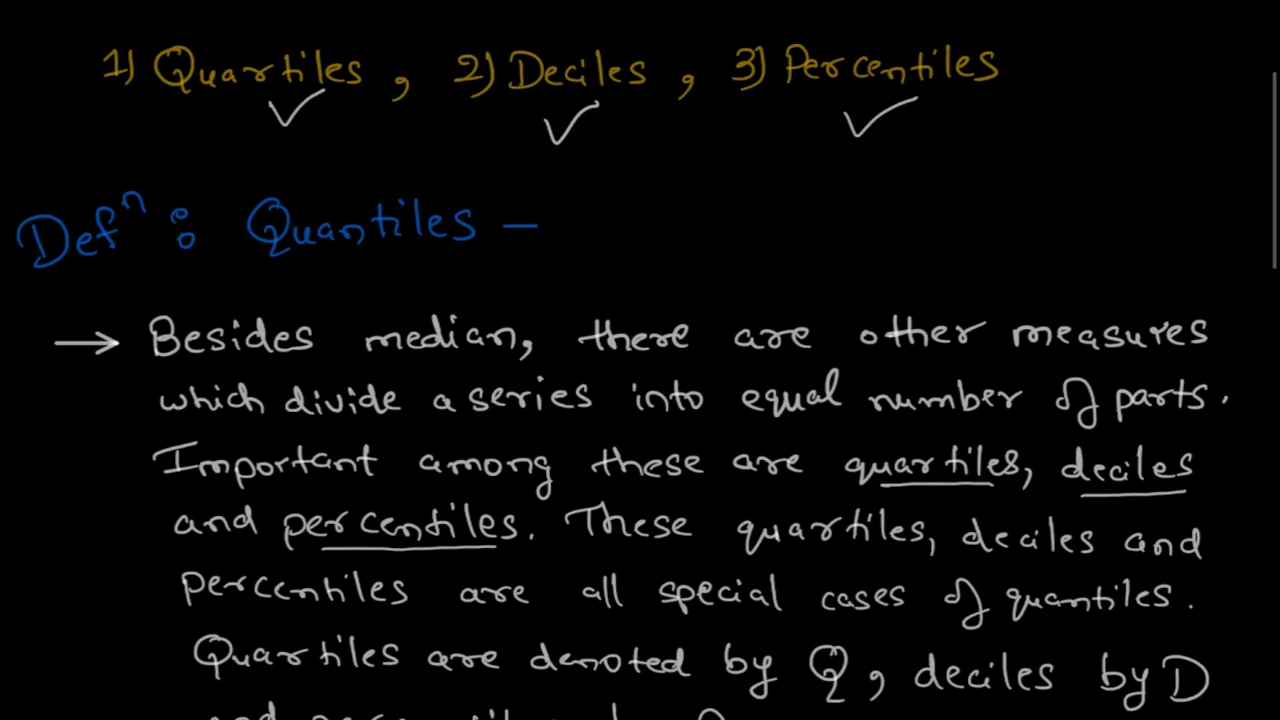 1) Quartiles, 2) Deciles, 3) Percentiles
Defⁿ: Quantiles —
→ Besides median, there are other measures
which divide a series into equal number of parts.
Important among these are quartiles, deciles
and percentiles. These quartiles, deciles and
percentiles are all special cases of quantiles.
Quartiles are denoted by Q, deciles by D